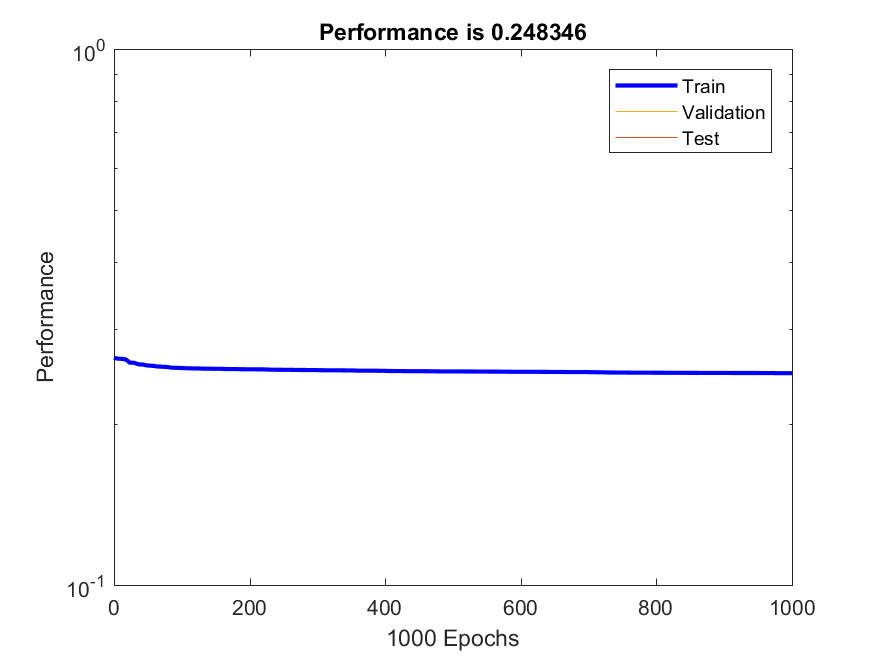 Performance is 0.248346
10^0
Train
Validation
Test
Performance
10^-1
0 200 400 600 800 1000
1000 Epochs